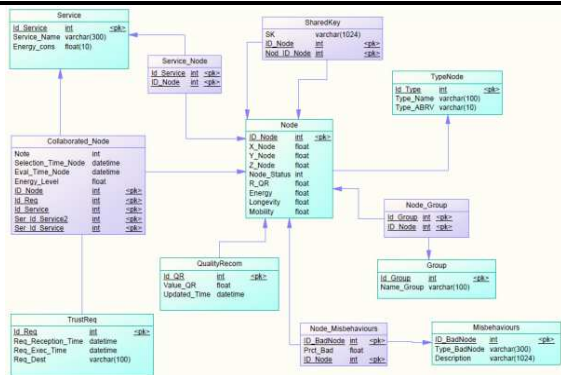 Service
Id_Service int <pk>
Service_Name varchar(300)
Energy_cons float(10)
SharedKey
SK varchar(1024)
ID_Node int <pk>
Nod_ID_Node int <pk>
Service_Node
Id_Service int <pk>
ID_Node int <pk>
TypeNode
Id_Type int <pk>
Type_Name varchar(100)
Type_ABRV varchar(10)
Node
ID_Node int <pk>
X_Node float
Y_Node float
Z_Node float
Node_Status int
R_QR float
Energy float
Longevity float
Mobility float
Collaborated_Node
Note int
Selection_Time_Node datetime
Eval_Time_Node datetime
Energy_Level float
ID_Node int <pk>
Id_Req int <pk>
Id_Service int <pk>
Ser_Id_Service2 int <pk>
Ser_Id_Service int <pk>
Node_Group
Id_Group int <pk>
ID_Node int <pk>
QualityRecom
Id_QR int <pk>
Value_QR float
Updated_Time datetime
Group
Id_Group int <pk>
Name_Group varchar(100)
TrustReq
Id_Req int <pk>
Req_Reception_Time datetime
Req_Exec_Time datetime
Req_Dest varchar(100)
Node_Misbehaviours
ID_BadNode int <pk>
Prct_Bad float
ID_Node int <pk>
Misbehaviours
ID_BadNode int <pk>
Type_BadNode varchar(300)
Description varchar(1024)